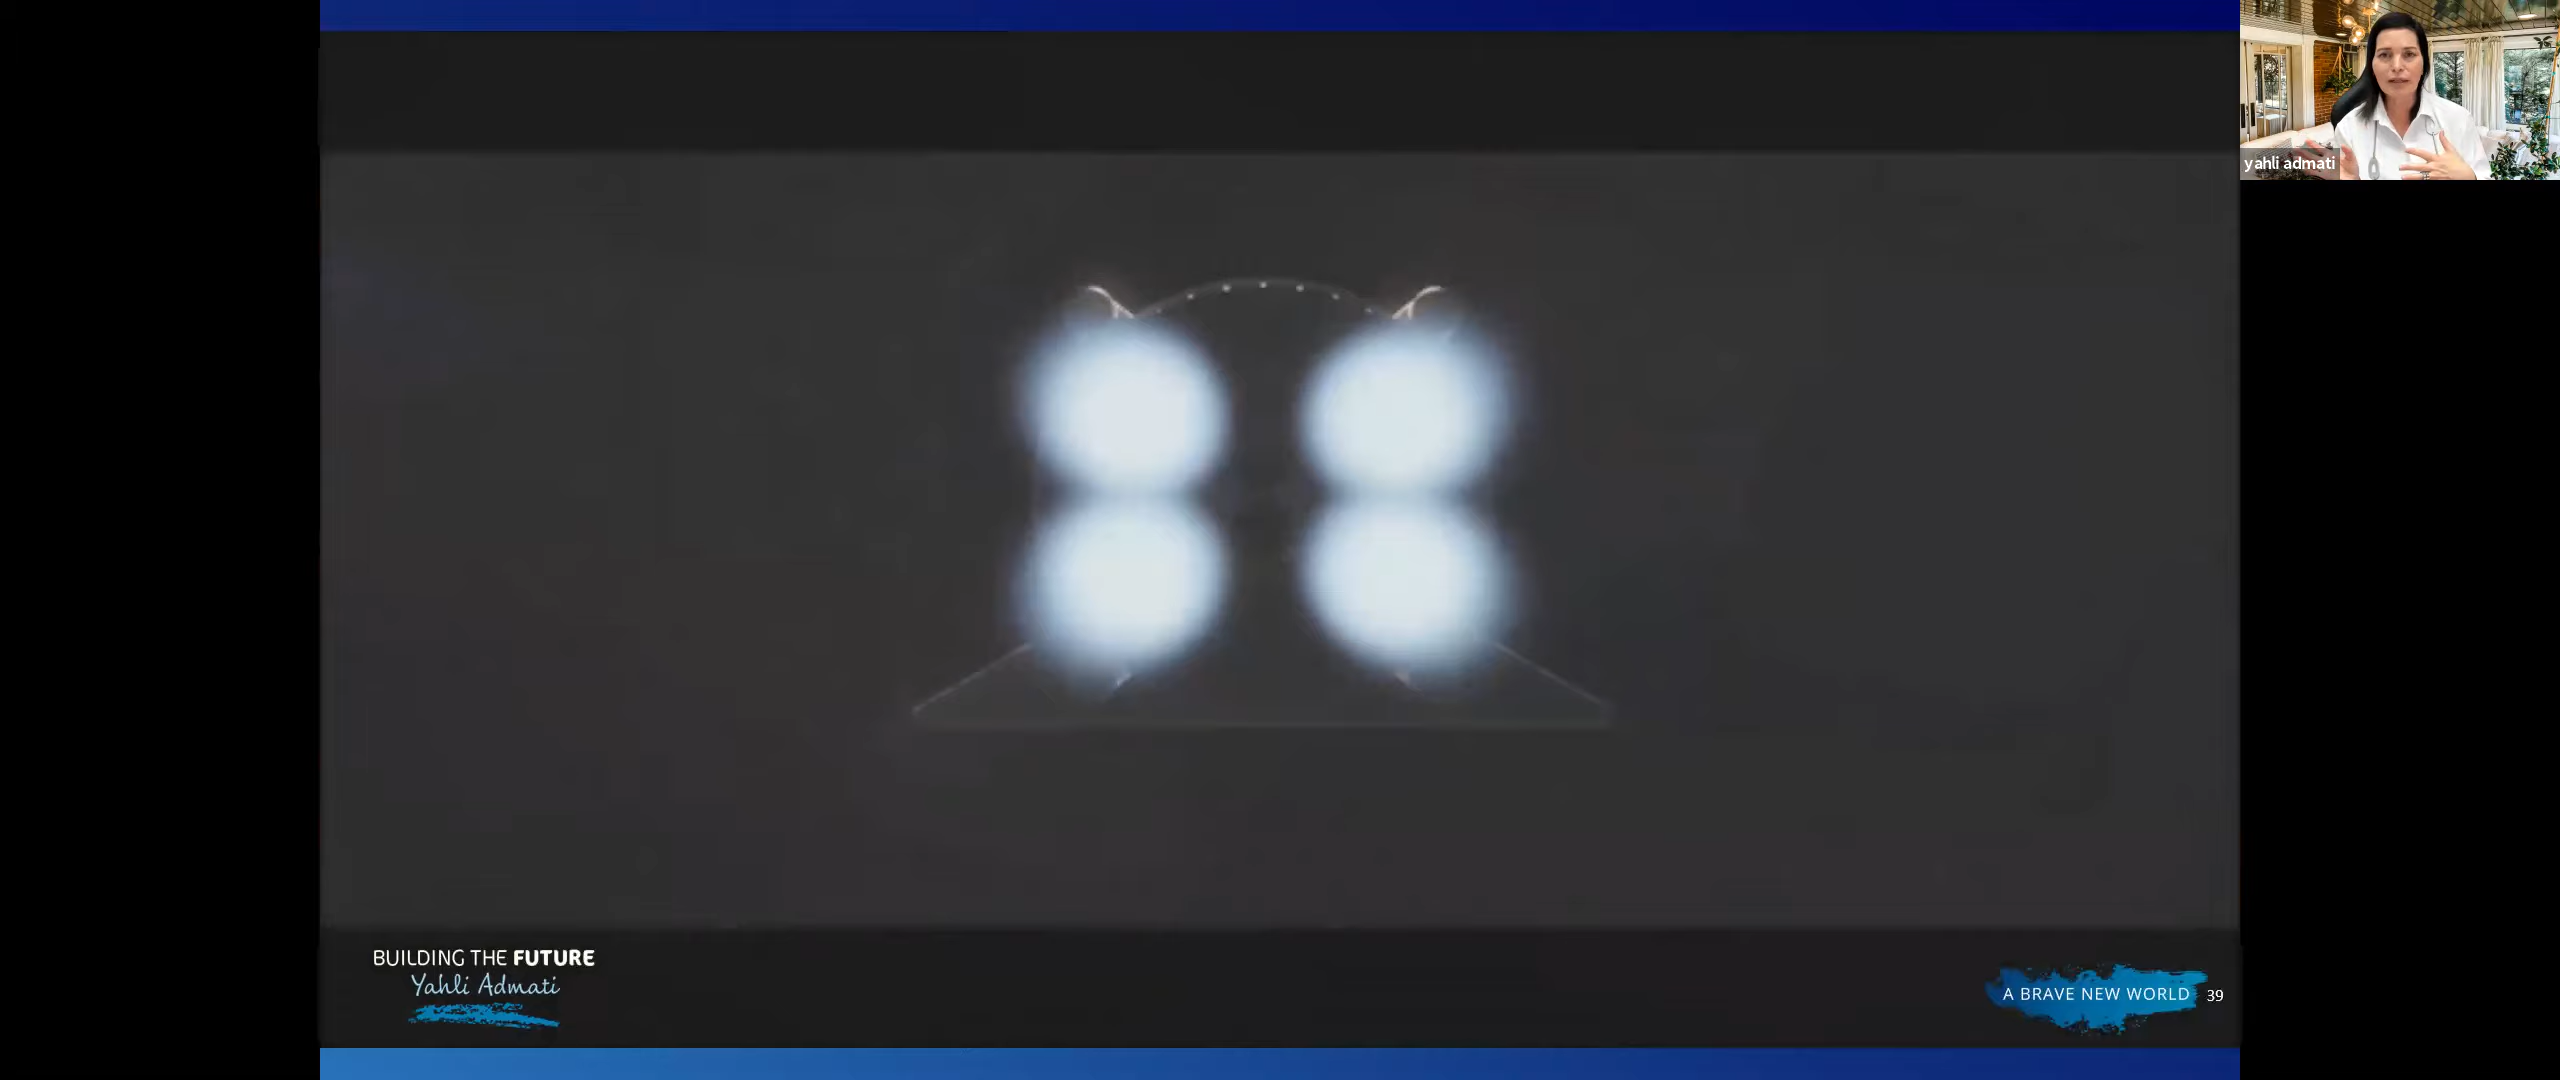 yahli admati
BUILDING THE FUTURE
Yahli Admati
A BRAVE NEW WORLD 39